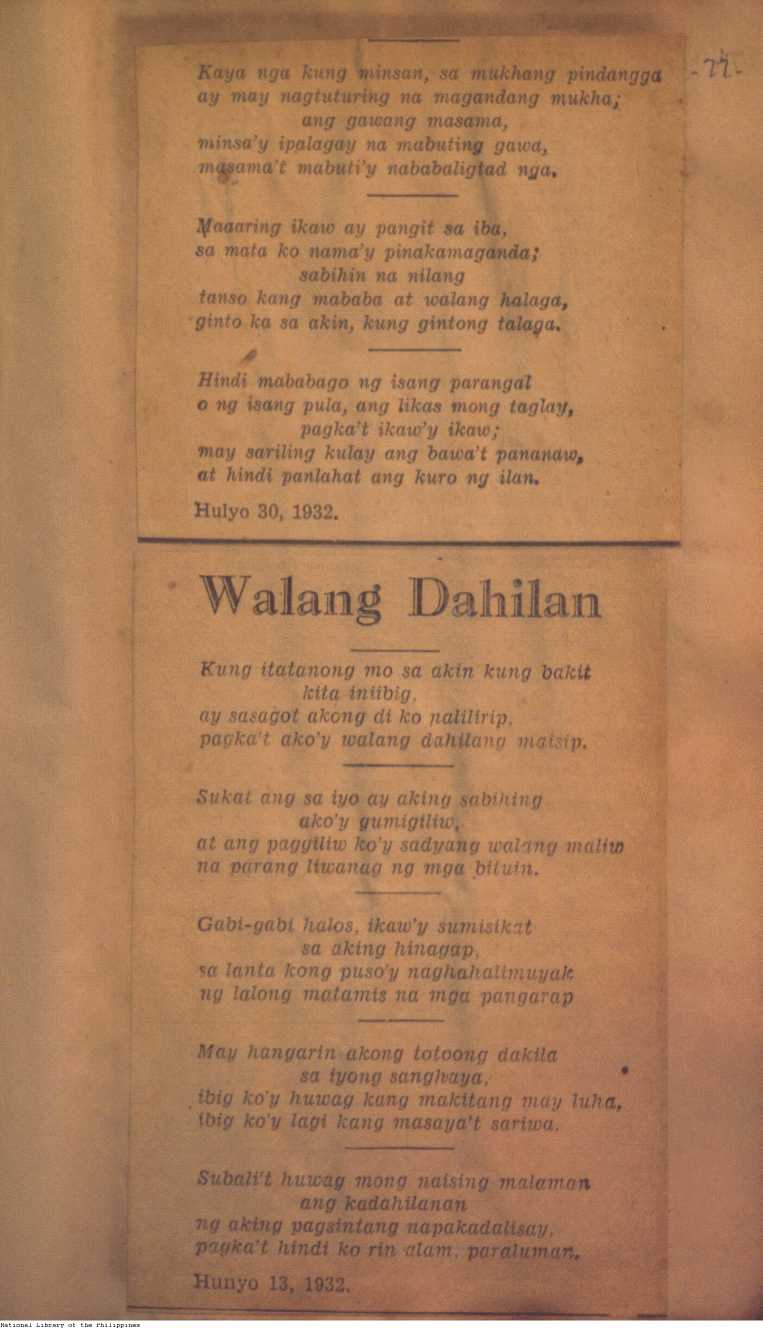 -77-
Kaya nga kung minsan, sa mukhang pindangga
ay may nagtuturing na magandang mukha;
ang gawang masama,
minsa'y ipalagay na mabuting gawa,
masama't mabuti'y nababaligtad nga.
Maaaring ikaw ay pangit sa iba,
sa mata ko nama'y pinakamaganda;
sabihin na nilang
tanso kang mababa at walang halaga,
ginto ka sa akin, kung gintong talaga.
Hindi mababago ng isang parangal
o ng isang pula, ang likas mong taglay,
pagka't ikaw'y ikaw;
may sariling kulay ang bawa't pananaw,
at hindi panlahat ang kuro ng ilan.
Hulyo 30, 1932.
Walang Dahilan
Kung itatanong mo sa akin kung bakit
kita iniibig,
ay sasagot akong di ko nalilirip,
pagka't ako'y walang dahilang maisip.
Sukat ang sa iyo ay aking sabihing
ako'y gumigiliw,
at ang paggiliw ko'y sadyang walang maliw
na parang liwanag ng mga bituin.
Gabi-gabi halos, ikaw'y sumisikat
sa aking hinagap,
sa lanta kong puso'y naghahalimuyak
ng lalong matamis na mga pangarap
May hangarin akong totoong dakila
sa iyong sanghaya,
ibig ko'y huwag kang makitang may luha,
ibig ko'y lagi kang masaya't sariwa.
Subali't huwag mong naising malaman
ang kadahilanan
ng aking pagsintang napakadalisay,
pagka't hindi ko rin alam, paraluman.
Hunyo 13, 1932.
National Library of the Philippines